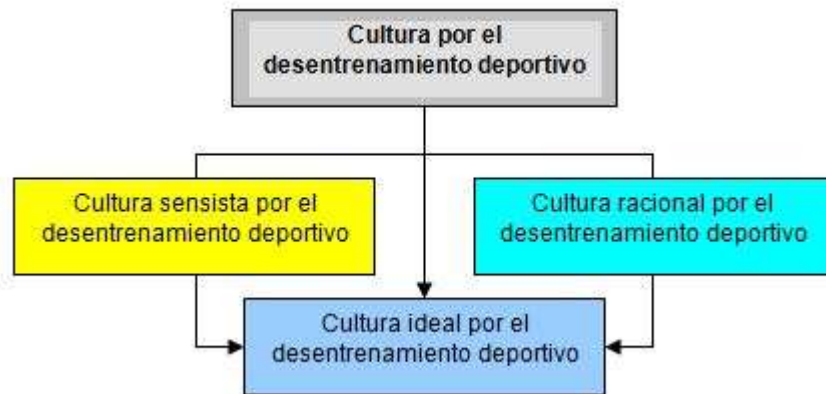 Cultura por el
desentrenamiento deportivo
Cultura sensista por el
desentrenamiento deportivo
Cultura racional por el
desentrenamiento deportivo
Cultura ideal por el
desentrenamiento deportivo